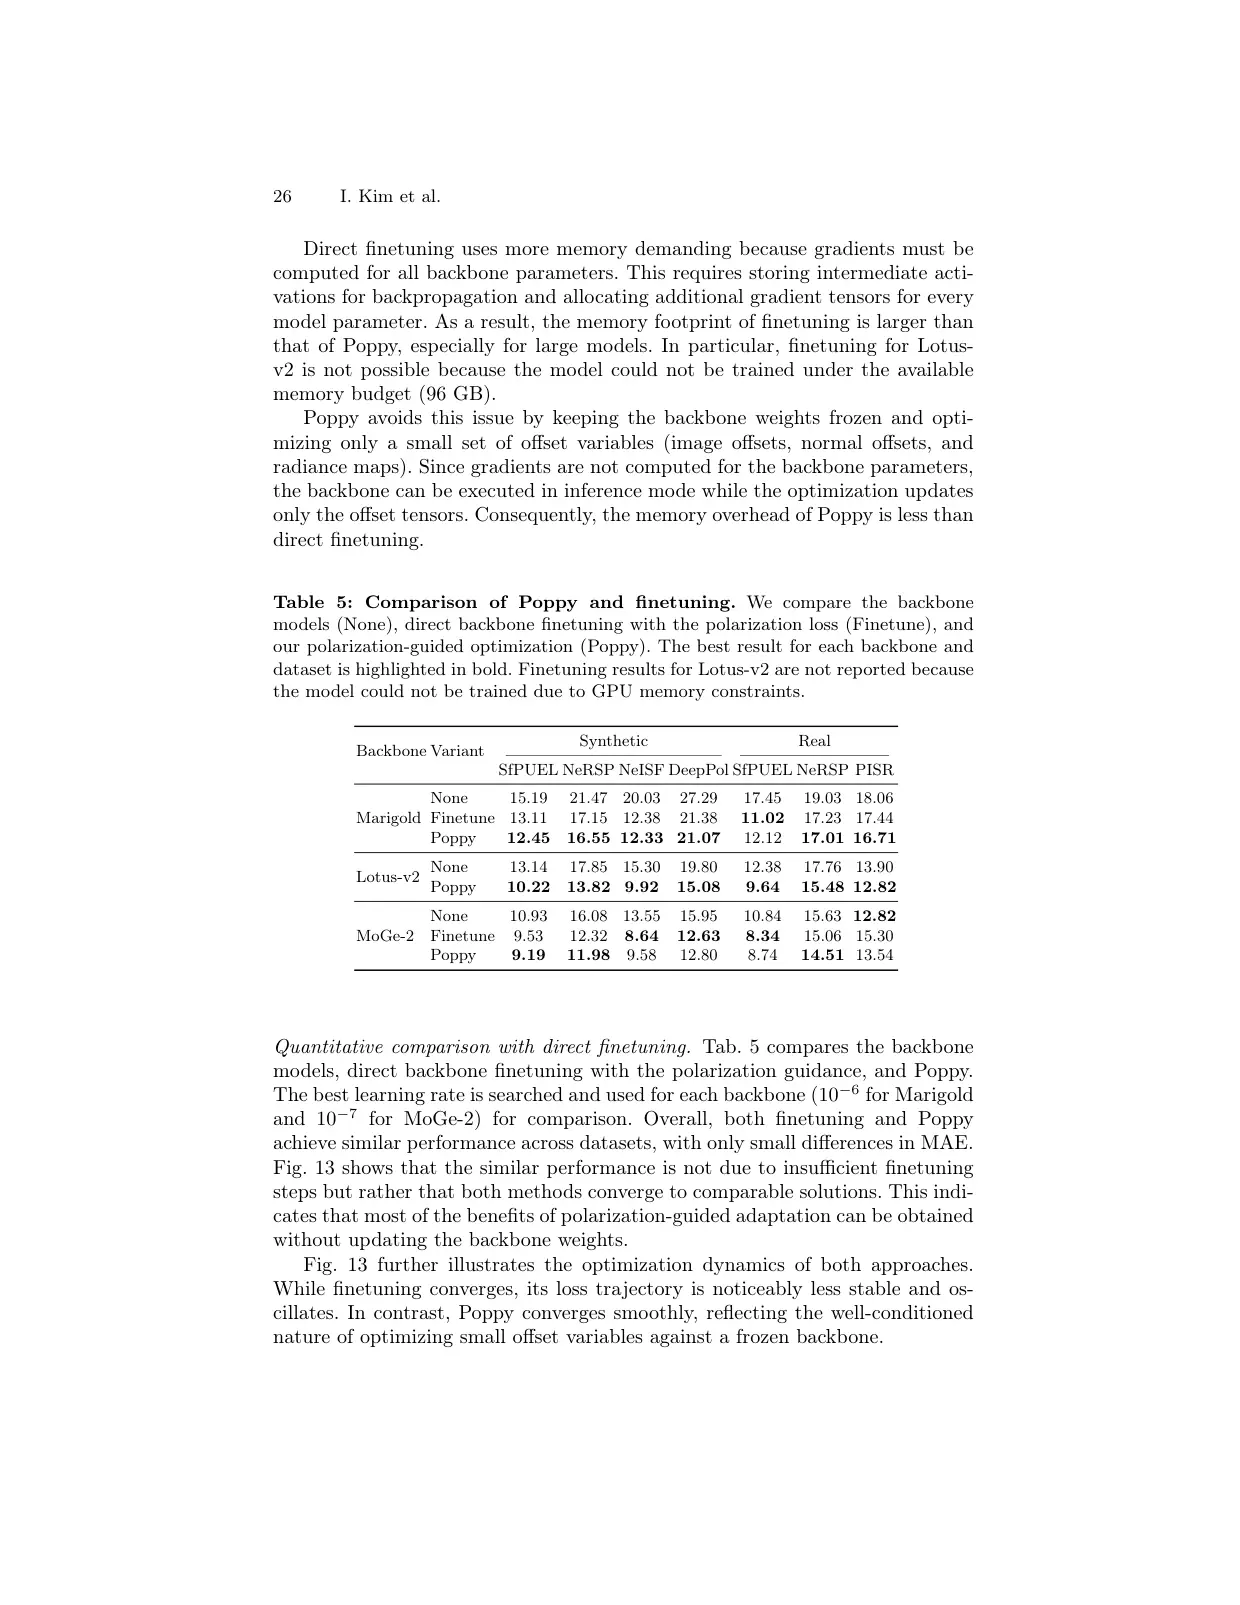 26 I. Kim et al.
Direct finetuning uses more memory demanding because gradients must be
computed for all backbone parameters. This requires storing intermediate acti-
vations for backpropagation and allocating additional gradient tensors for every
model parameter. As a result, the memory footprint of finetuning is larger than
that of Poppy, especially for large models. In particular, finetuning for Lotus-
v2 is not possible because the model could not be trained under the available
memory budget (96 GB).
Poppy avoids this issue by keeping the backbone weights frozen and opti-
mizing only a small set of offset variables (image offsets, normal offsets, and
radiance maps). Since gradients are not computed for the backbone parameters,
the backbone can be executed in inference mode while the optimization updates
only the offset tensors. Consequently, the memory overhead of Poppy is less than
direct finetuning.
Table 5: Comparison of Poppy and finetuning. We compare the backbone
models (None), direct backbone finetuning with the polarization loss (Finetune), and
our polarization-guided optimization (Poppy). The best result for each backbone and
dataset is highlighted in bold. Finetuning results for Lotus-v2 are not reported because
the model could not be trained due to GPU memory constraints.
Backbone Variant Synthetic Real
SfPUEL NeRSP NeISF DeepPol SfPUEL NeRSP PISR
None 15.19 21.47 20.03 27.29 17.45 19.03 18.06
Marigold Finetune 13.11 17.15 12.38 21.38 11.02 17.23 17.44
Poppy 12.45 16.55 12.33 21.07 12.12 17.01 16.71
Lotus-v2 None 13.14 17.85 15.30 19.80 12.38 17.76 13.90
Poppy 10.22 13.82 9.92 15.08 9.64 15.48 12.82
None 10.93 16.08 13.55 15.95 10.84 15.63 12.82
MoGe-2 Finetune 9.53 12.32 8.64 12.63 8.34 15.06 15.30
Poppy 9.19 11.98 9.58 12.80 8.74 14.51 13.54
Quantitative comparison with direct finetuning. Tab. 5 compares the backbone
models, direct backbone finetuning with the polarization guidance, and Poppy.
The best learning rate is searched and used for each backbone (10⁻⁶ for Marigold
and 10⁻⁷ for MoGe-2) for comparison. Overall, both finetuning and Poppy
achieve similar performance across datasets, with only small differences in MAE.
Fig. 13 shows that the similar performance is not due to insufficient finetuning
steps but rather that both methods converge to comparable solutions. This indi-
cates that most of the benefits of polarization-guided adaptation can be obtained
without updating the backbone weights.
Fig. 13 further illustrates the optimization dynamics of both approaches.
While finetuning converges, its loss trajectory is noticeably less stable and os-
cillates. In contrast, Poppy converges smoothly, reflecting the well-conditioned
nature of optimizing small offset variables against a frozen backbone.